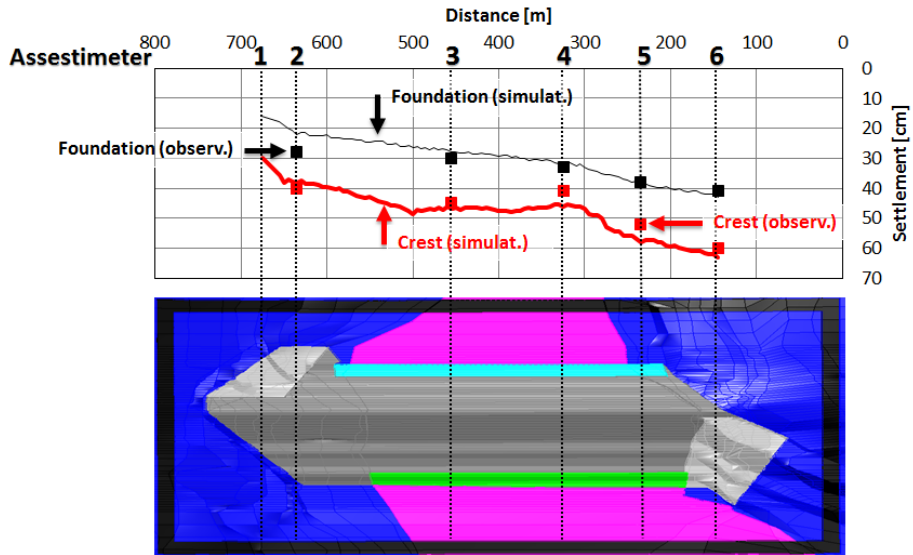 Distance [m]
800 700 600 500 400 300 200 100 0
Assestimeter 1 2 3 4 5 6
0
10
20
30
40
50
60
70
Settlement [cm]
Foundation (simulat.)
Foundation (observ.)
Crest (observ.)
Crest (simulat.)